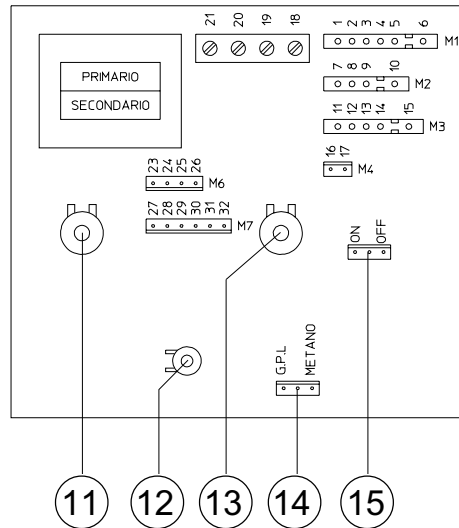 21 20 19 18
1 2 3 4 5 6 M1
PRIMARIO
SECONDARIO
7 8 9 10 M2
11 12 13 14 15 M3
16 17 M4
23 24 25 26 M6
27 28 29 30 31 32 M7
ON OFF
G.P.L METANO
11 12 13 14 15